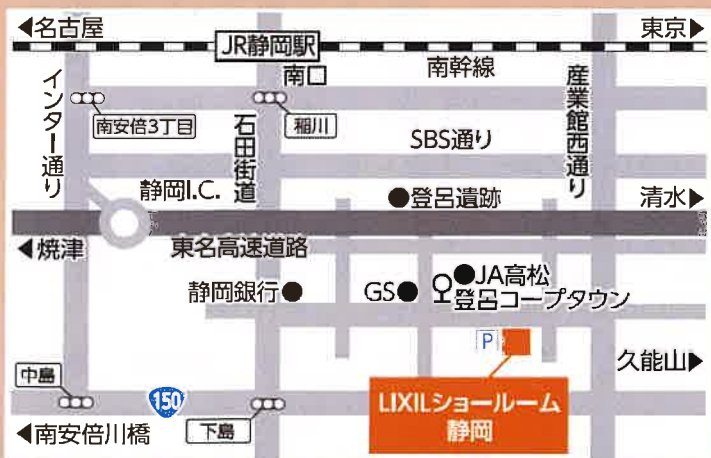 ◀名古屋
東京▶
JR静岡駅
南口
南幹線
インター通り
南安倍3丁目
石田街道
稲川
SBS通り
産業館西通り
静岡I.C.
●登呂遺跡
清水▶
◀焼津
東名高速道路
静岡銀行●
GS●
●JA高松
登呂コープタウン
P
久能山▶
中島
150
LIXILショールーム
静岡
◀南安倍川橋
下島